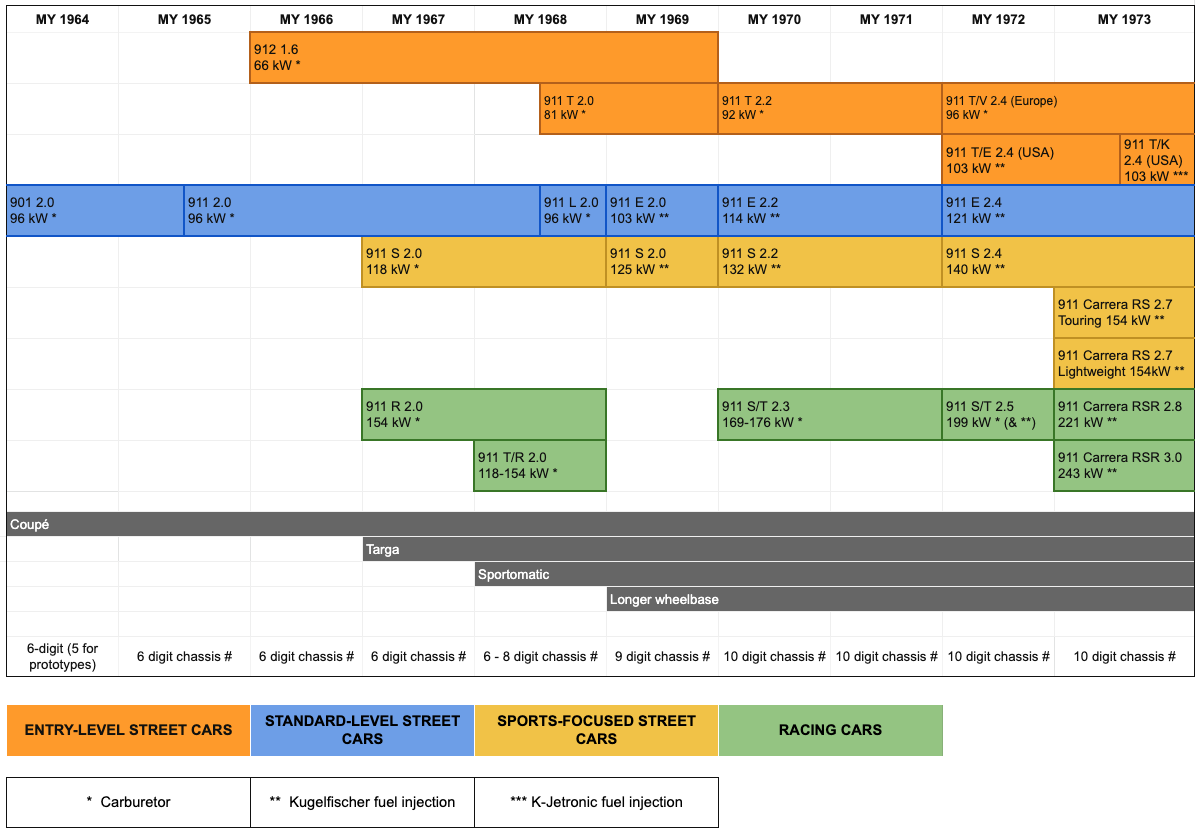 MY 1964 MY 1965 MY 1966 MY 1967 MY 1968 MY 1969 MY 1970 MY 1971 MY 1972 MY 1973
912 1.6
66 kW *
911 T 2.0
81 kW *
911 T 2.2
92 kW *
911 T/V 2.4 (Europe)
96 kW *
911 T/E 2.4 (USA)
103 kW **
911 T/K
2.4 (USA)
103 kW ***
901 2.0
96 kW *
911 2.0
96 kW *
911 L 2.0
96 kW *
911 E 2.0
103 kW **
911 E 2.2
114 kW **
911 E 2.4
121 kW **
911 S 2.0
118 kW *
911 S 2.0
125 kW **
911 S 2.2
132 kW **
911 S 2.4
140 kW **
911 Carrera RS 2.7
Touring 154 kW **
911 Carrera RS 2.7
Lightweight 154kW **
911 R 2.0
154 kW *
911 S/T 2.3
169-176 kW *
911 S/T 2.5
199 kW * (& **)
911 Carrera RSR 2.8
221 kW **
911 T/R 2.0
118-154 kW *
911 Carrera RSR 3.0
243 kW **
Coupé
Targa
Sportomatic
Longer wheelbase
6-digit (5 for
prototypes)
6 digit chassis #
6 digit chassis #
6 digit chassis #
6 - 8 digit chassis #
9 digit chassis #
10 digit chassis #
10 digit chassis #
10 digit chassis #
10 digit chassis #
ENTRY-LEVEL STREET CARS
STANDARD-LEVEL STREET
CARS
SPORTS-FOCUSED STREET
CARS
RACING CARS
* Carburetor
** Kugelfischer fuel injection
*** K-Jetronic fuel injection